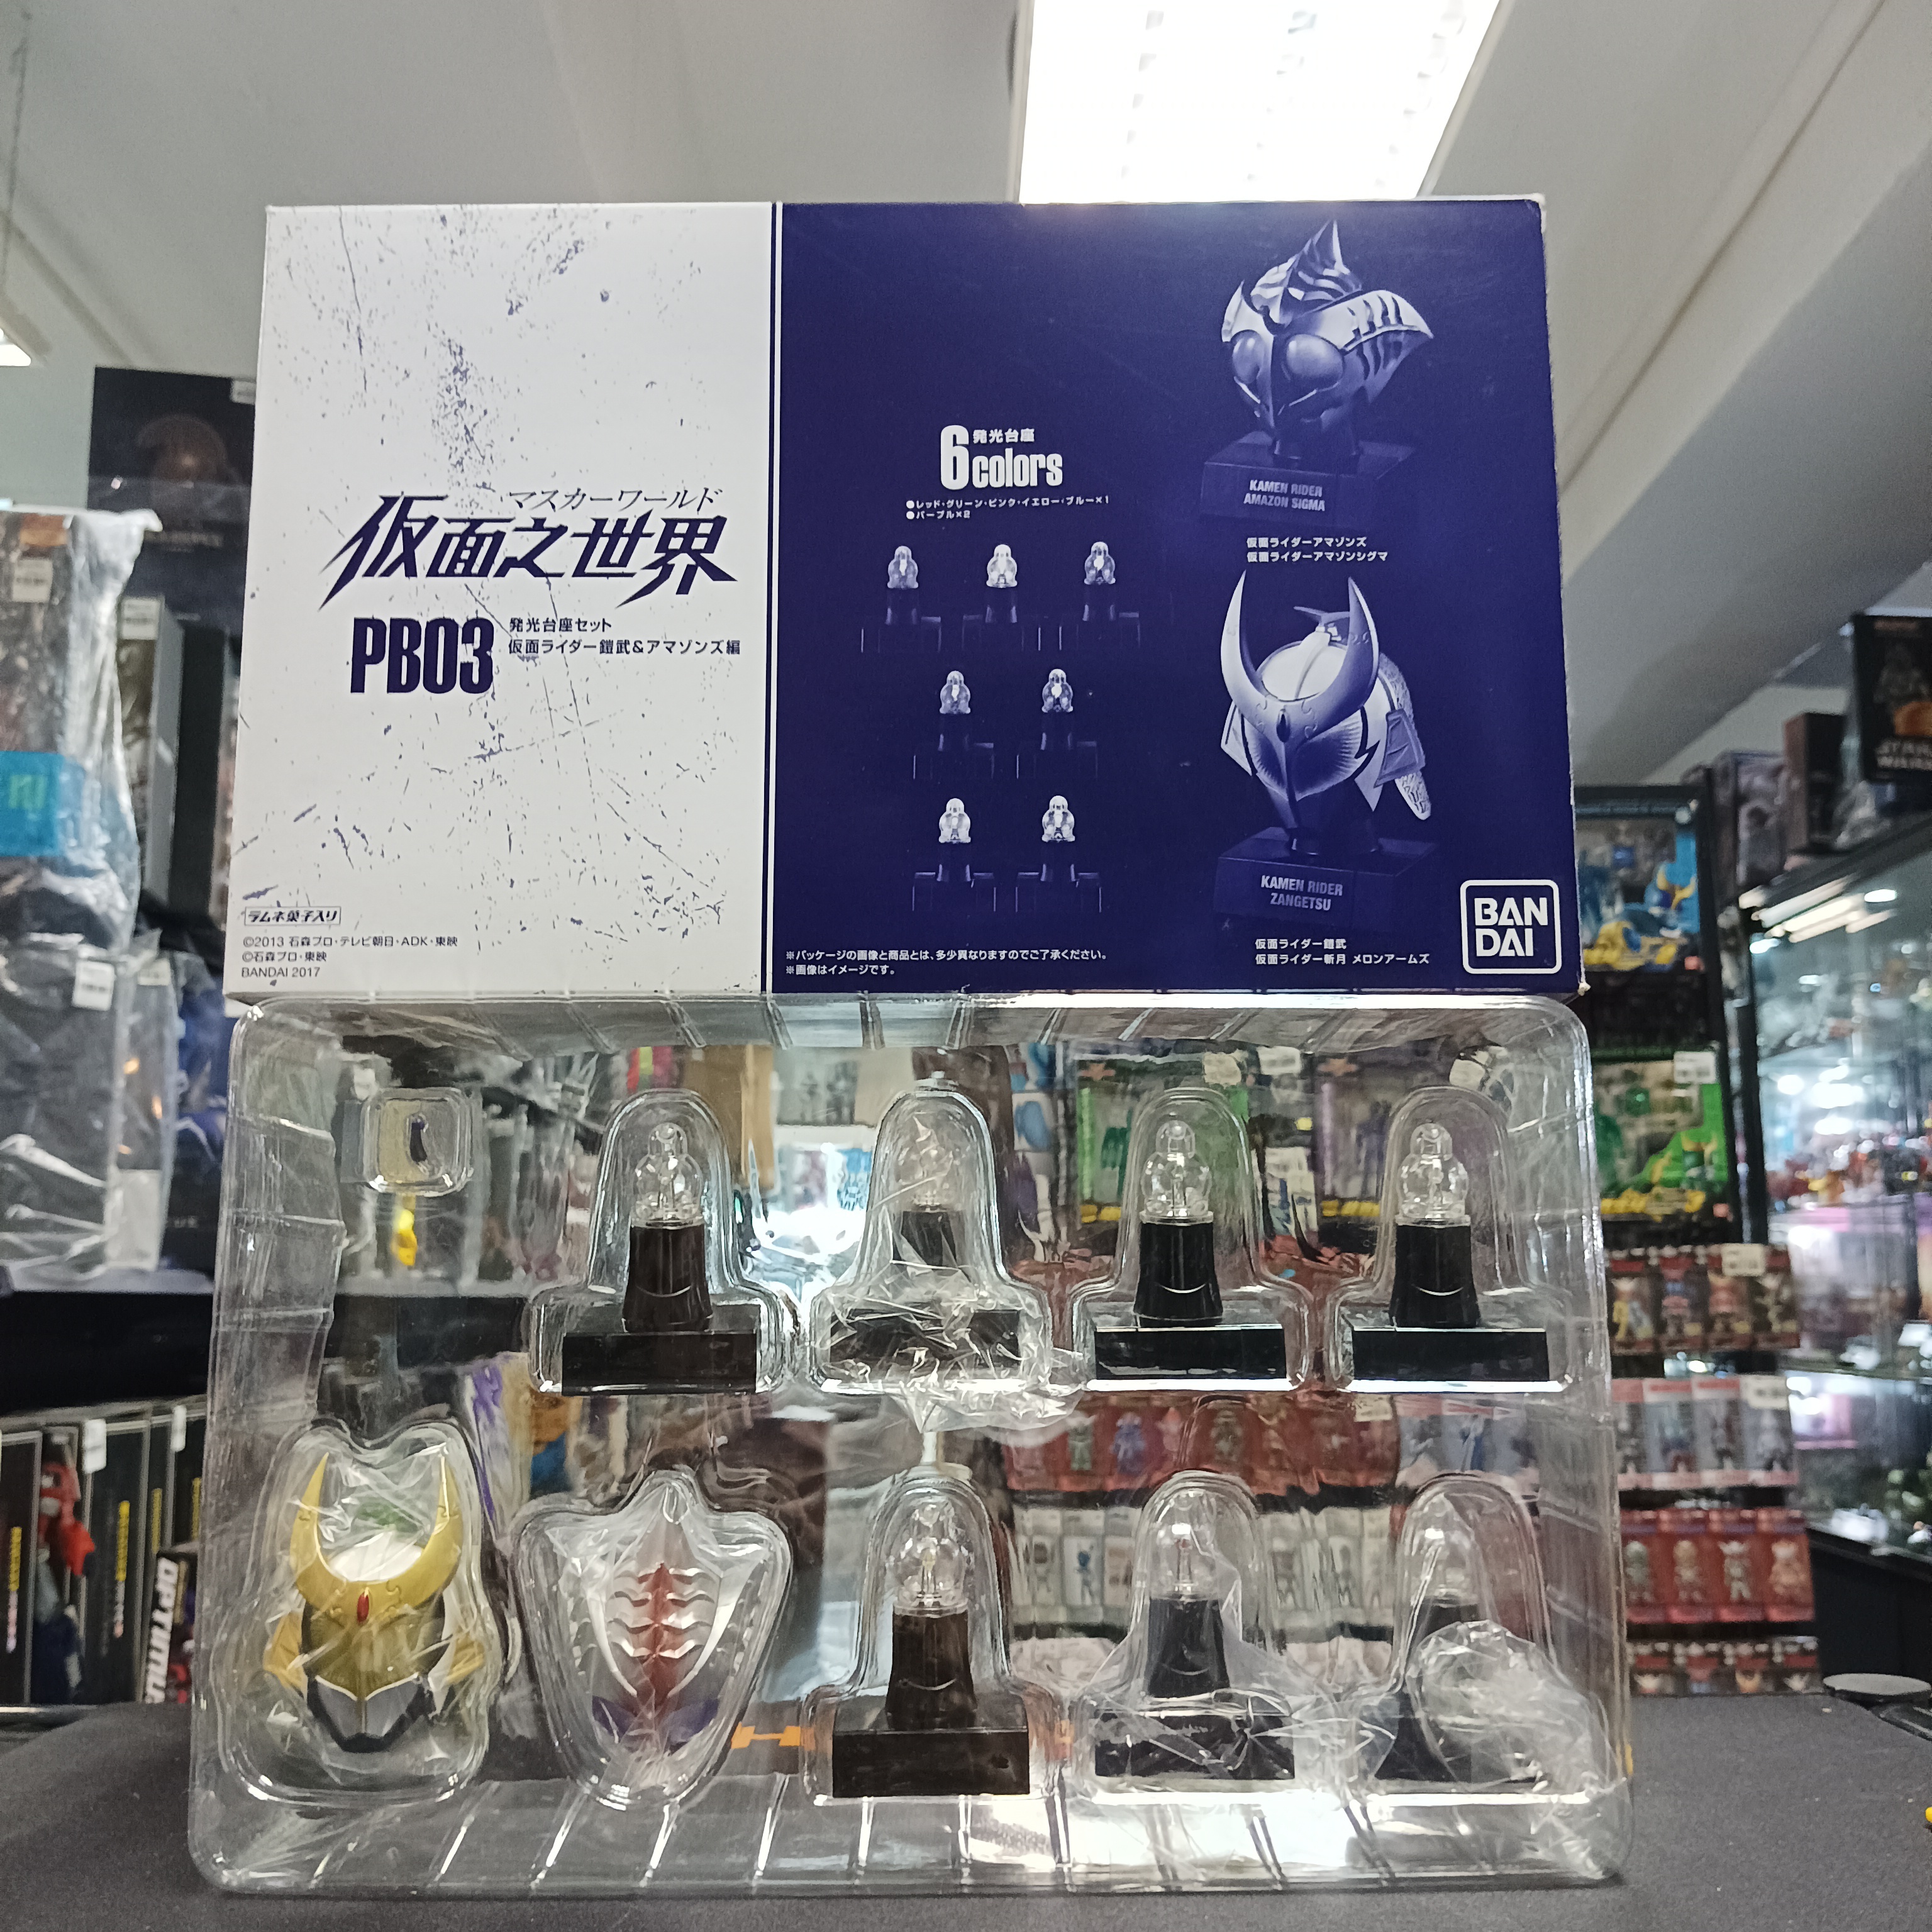 マスカーワールド
仮面之世界
PB03
発光台座セット
仮面ライダー鎧武&アマゾンズ編
ラムネ菓子入り
©2013 石森プロ・テレビ朝日・ADK・東映
©石森プロ・東映
BANDAI 2017
6
発光台座
colors
●レッド・グリーン・ピンク・イエロー・ブルー×1
●パープル×2
KAMEN RIDER
AMAZON SIGMA
仮面ライダーアマゾンズ
仮面ライダーアマゾンシグマ
KAMEN RIDER
ZANGETSU
仮面ライダー鎧武
仮面ライダー斬月 メロンアームズ
※パッケージの画像と商品とは、多少異なりますのでご了承ください。
※画像はイメージです。
BAN
DAI